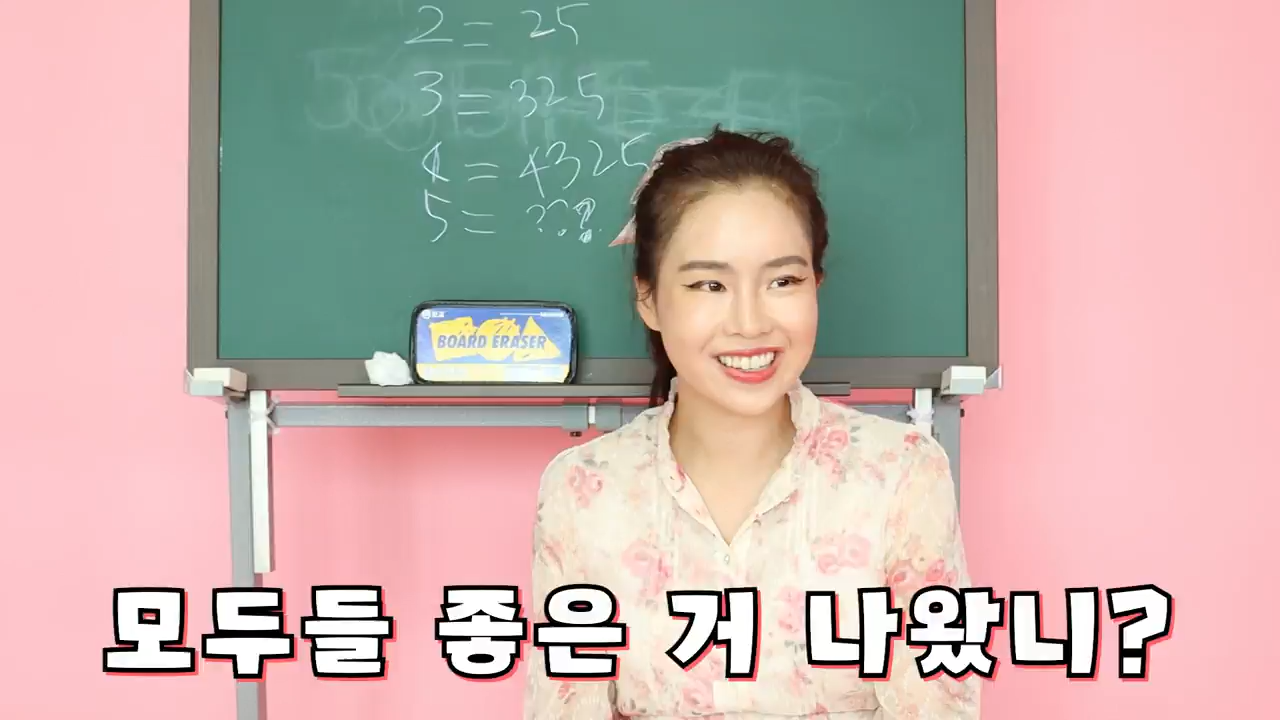 2 = 25
3 = 325
4 = 4325
5 = ???
BOARD ERASER
모두들 좋은 거 나왔니?